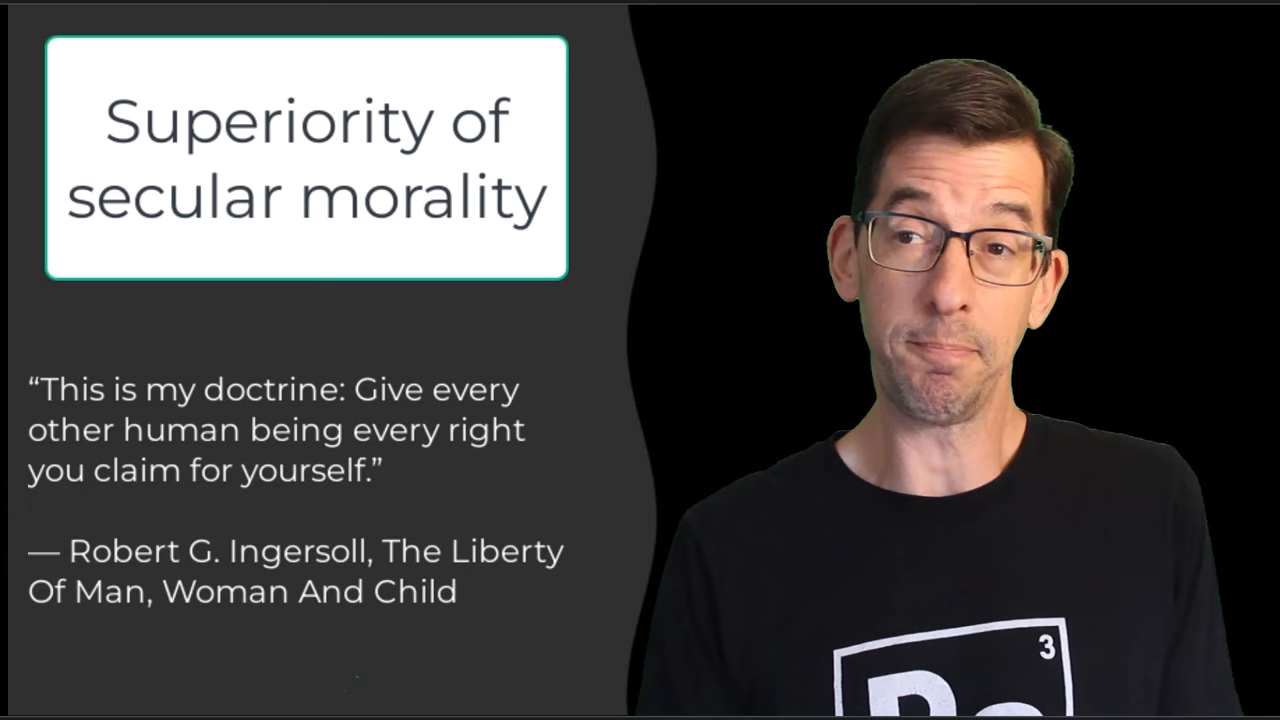 Superiority of
secular morality
“This is my doctrine: Give every
other human being every right
you claim for yourself.”
— Robert G. Ingersoll, The Liberty
Of Man, Woman And Child
3